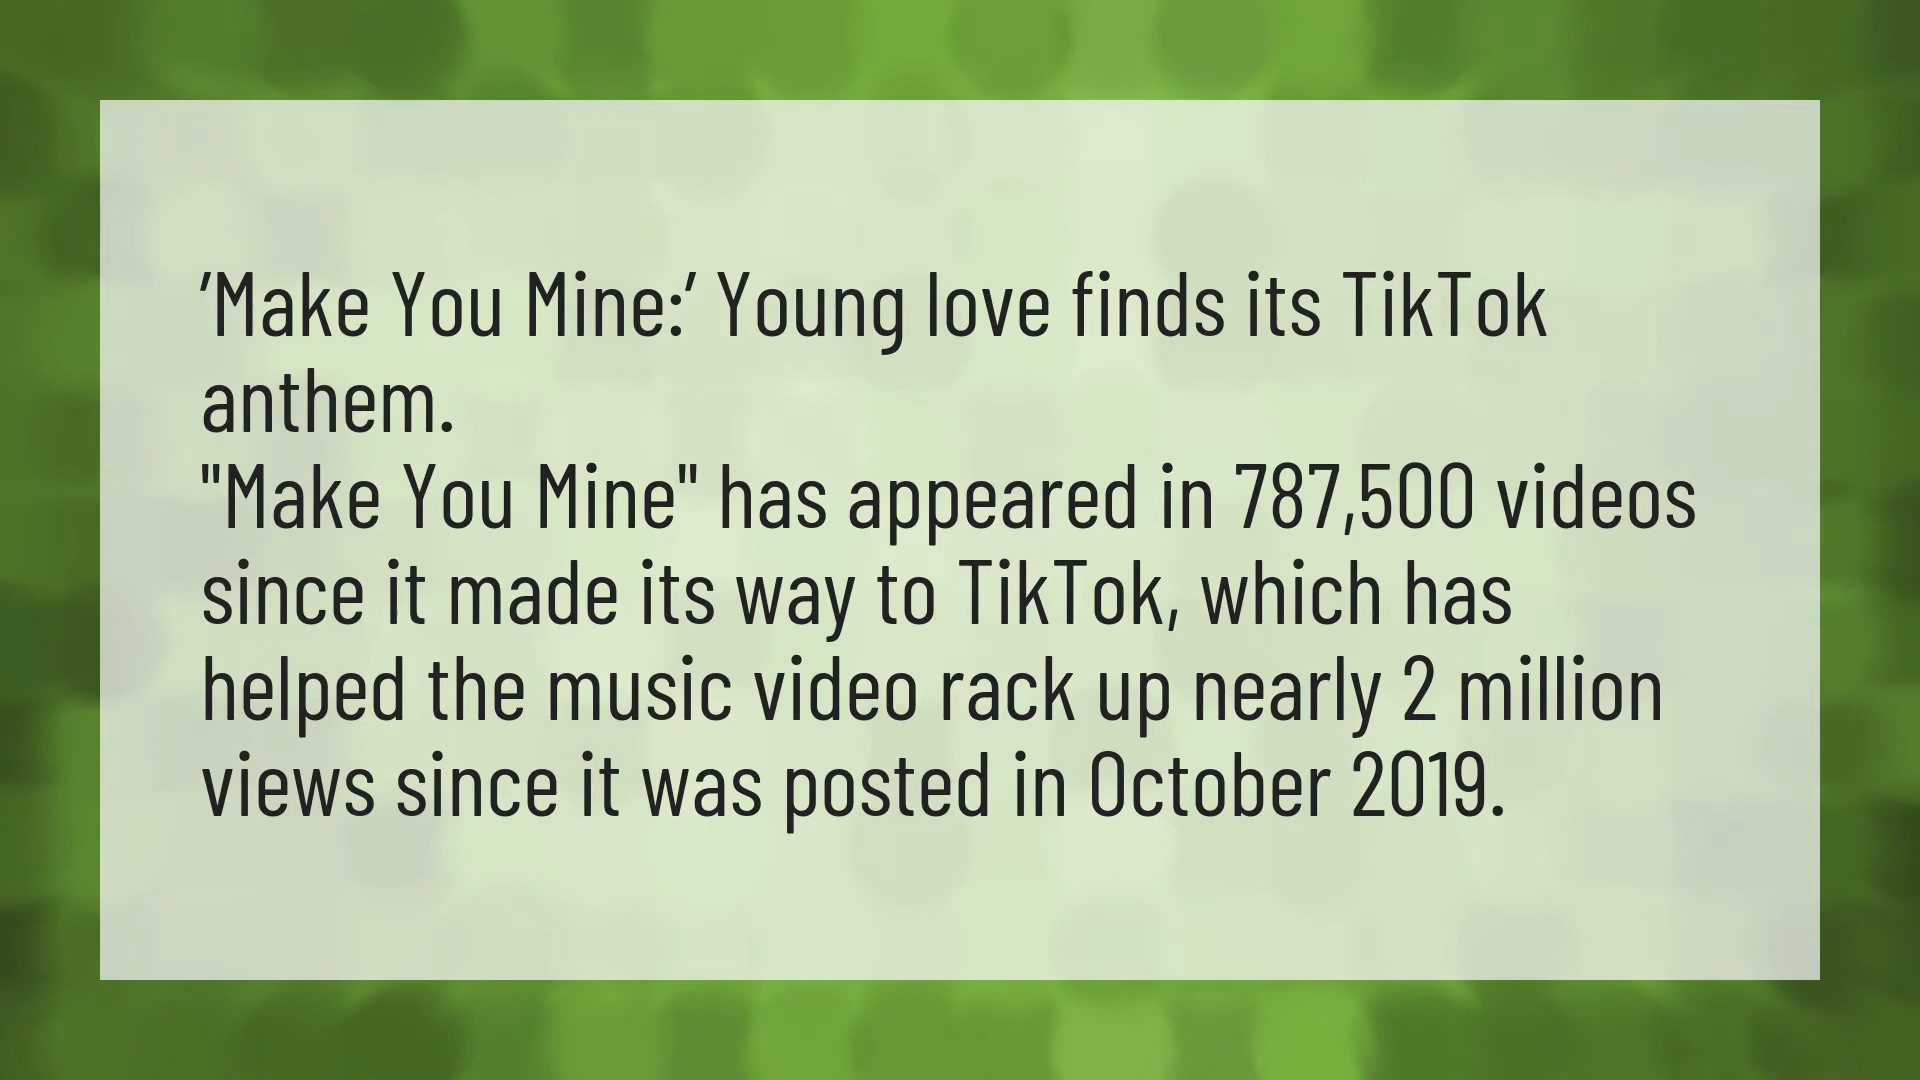 'Make You Mine:' Young love finds its TikTok
anthem.
"Make You Mine" has appeared in 787,500 videos
since it made its way to TikTok, which has
helped the music video rack up nearly 2 million
views since it was posted in October 2019.